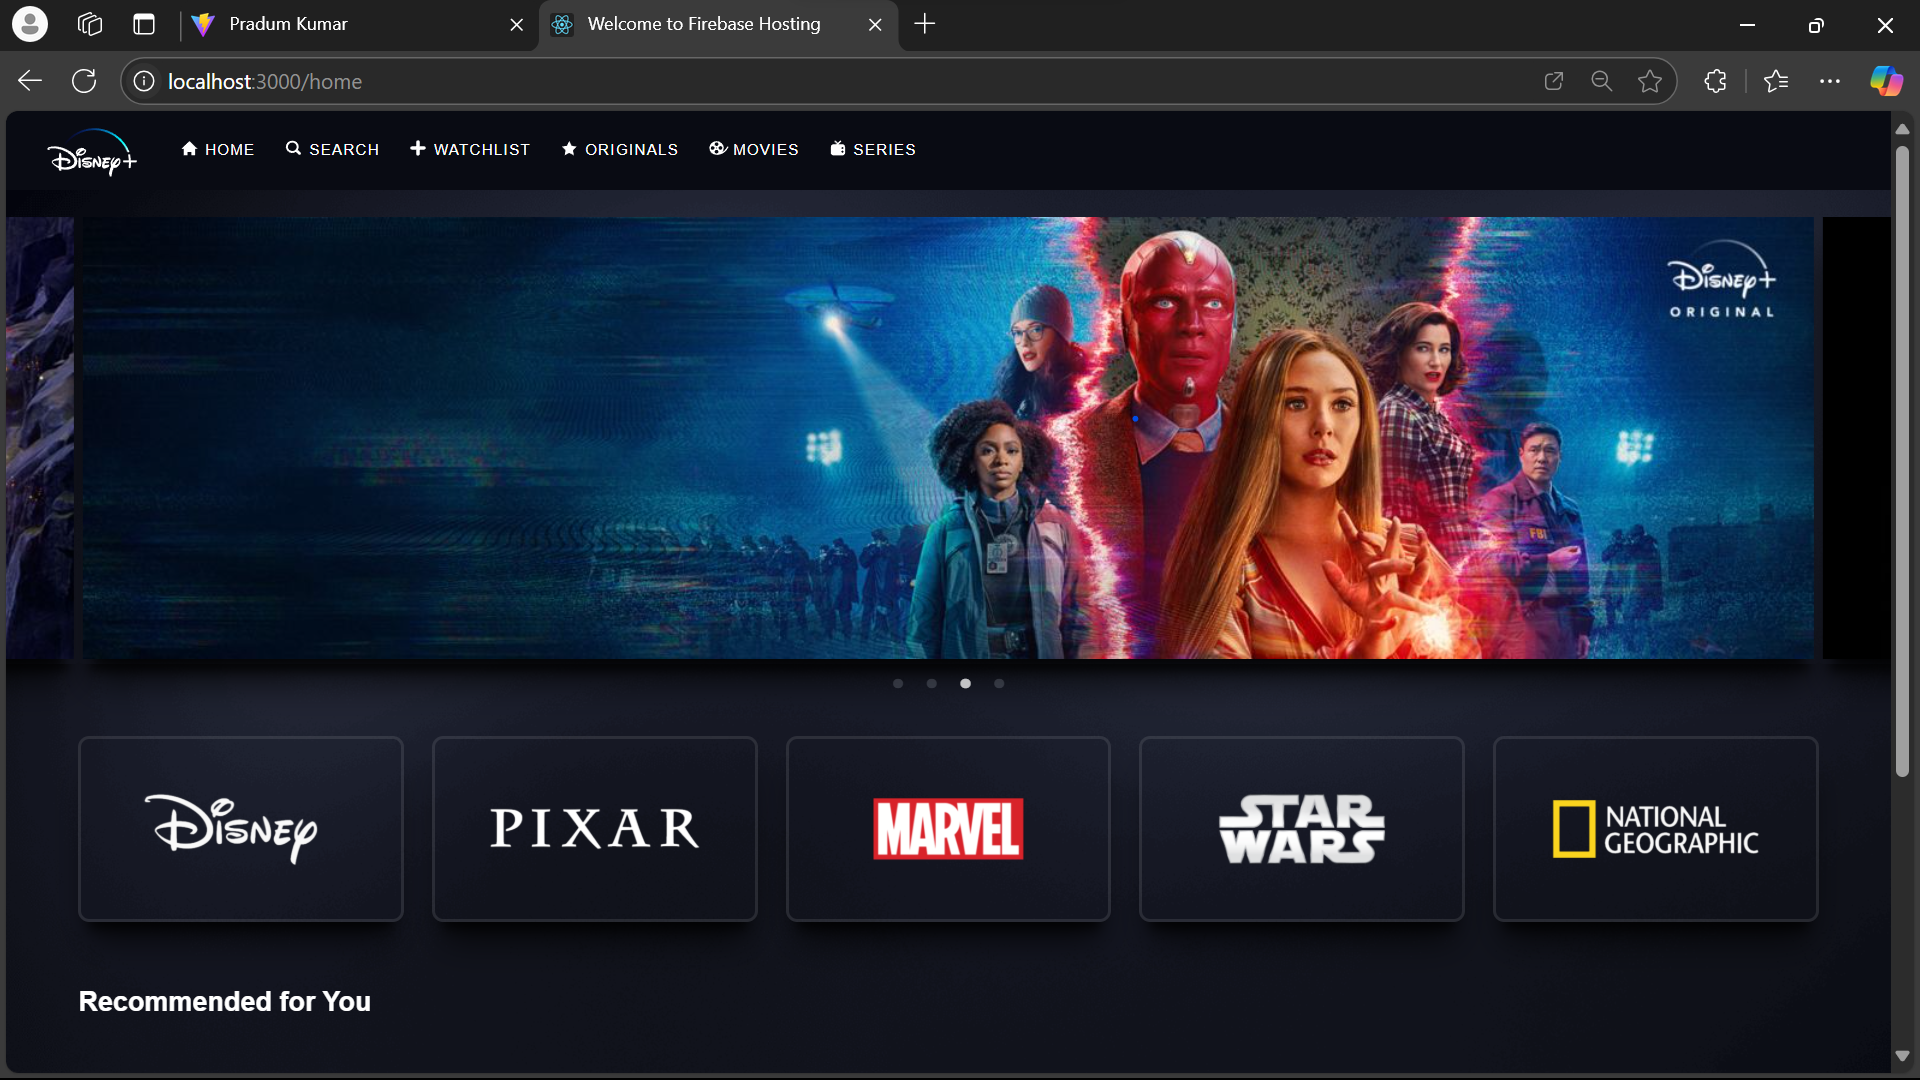 Pradum Kumar
Welcome to Firebase Hosting
localhost:3000/home
Disney+
HOME
SEARCH
WATCHLIST
ORIGINALS
MOVIES
SERIES
Disney+
ORIGINAL
FBI
Disney
PIXAR
MARVEL
STAR
WARS
NATIONAL
GEOGRAPHIC
Recommended for You